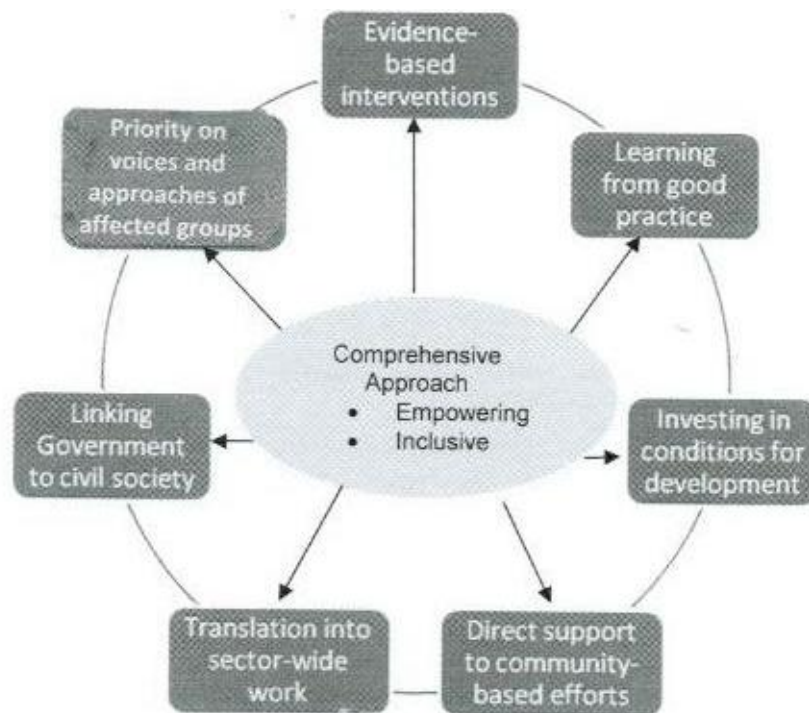 Evidence-
based
interventions
Priority on
voices and
approaches of
affected groups
Learning
from good
practice
Comprehensive
Approach
• Empowering
• Inclusive
Linking
Government
to civil society
Investing in
conditions for
development
Translation into
sector-wide
work
Direct support
to community-
based efforts